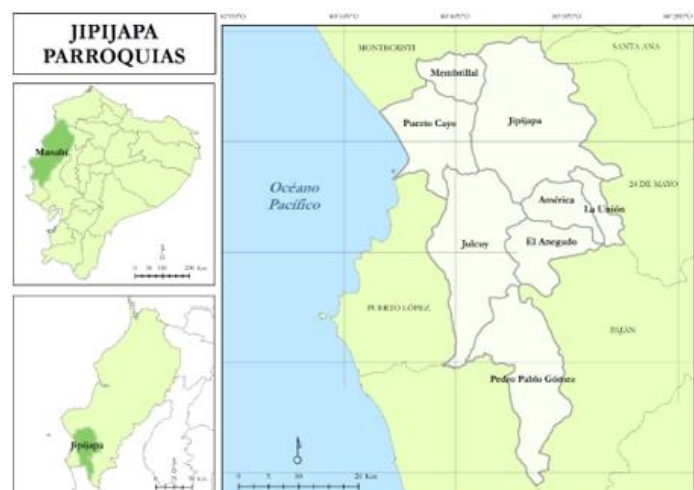 JIPIJAPA
PARROQUIAS
Manabí
Jipijapa
MONTECRISTI
SANTA ANA
Membrillal
Puerto Cayo
Jipijapa
Océano
Pacífico
24 DE MAYO
América
La Unión
Julcuy
El Anegado
PUERTO LÓPEZ
PAJÁN
Pedro Pablo Gómez
0 5 10 20 Km